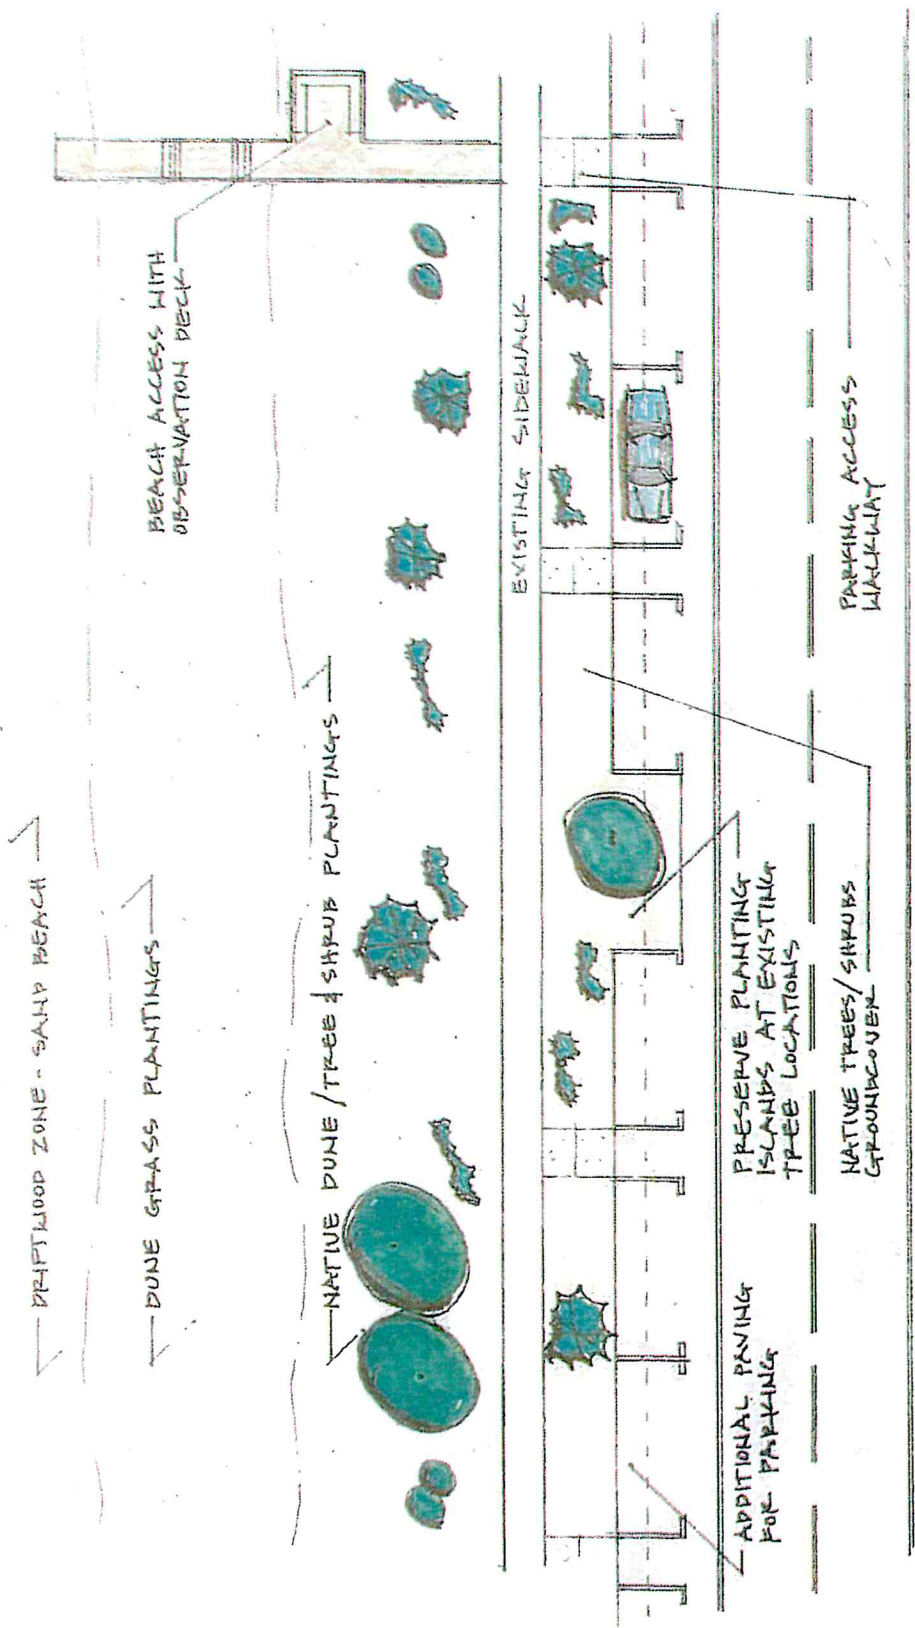 DRIFTWOOD ZONE - SAND BEACH
DUNE GRASS PLANTINGS
BEACH ACCESS WITH
OBSERVATION DECK
NATIVE DUNE/TREE & SHRUB PLANTINGS
EXISTING SIDEWALK
ADDITIONAL PAVING
FOR PARKING
PRESERVE PLANTING
ISLANDS AT EXISTING
TREE LOCATIONS
NATIVE TREES/SHRUBS
GROUNDCOVER
PARKING ACCESS
WALKWAY